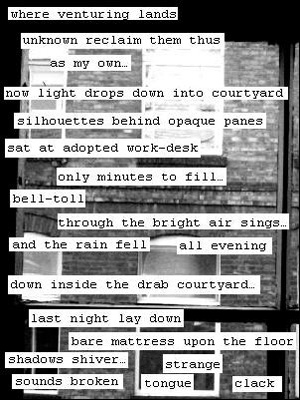 where venturing lands
unknown reclaim them thus
as my own…
now light drops down into courtyard
silhouettes behind opaque panes
sat at adopted work-desk
only minutes to fill…
bell-toll
through the bright air sings…
and the rain fell all evening
down inside the drab courtyard…
last night lay down
bare mattress upon the floor
shadows shiver… strange
sounds broken tongue clack